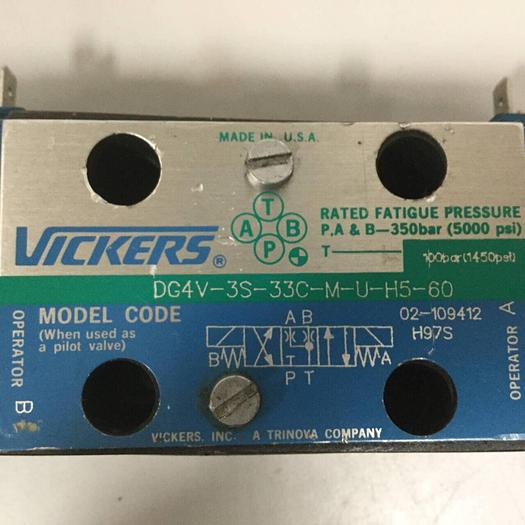 MADE IN U.S.A.
VICKERS®
T
A B
P
RATED FATIGUE PRESSURE
P,A & B—350bar (5000 psi)
T— 100bar(1450psi)
DG4V-3S-33C-M-U-H5-60
MODEL CODE
(When used as
a pilot valve)
02-109412
H97S
OPERATOR B
A B
B T A
P T
OPERATOR A
VICKERS, INC. A TRINOVA COMPANY